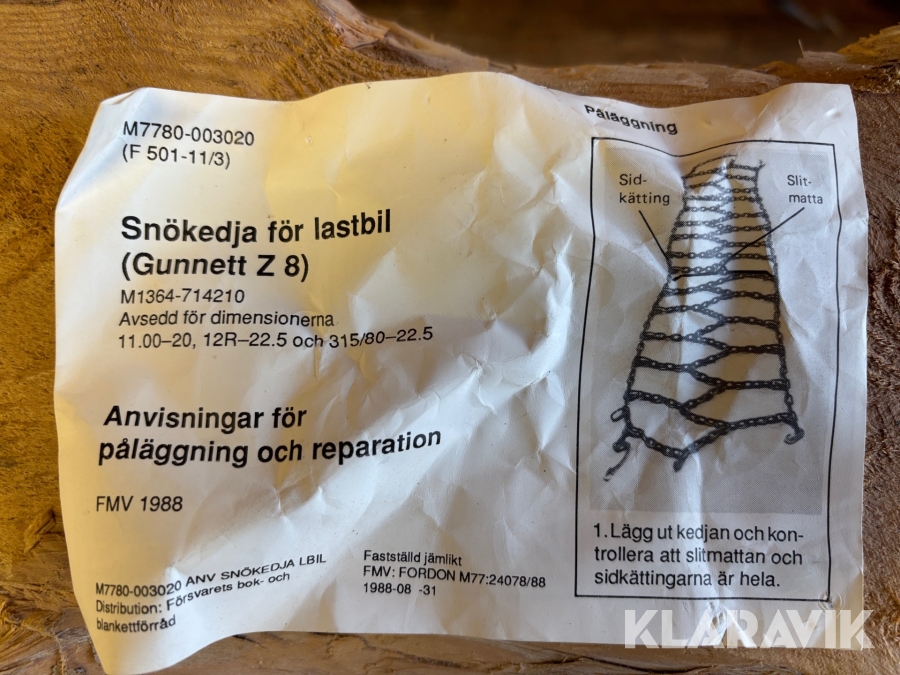 M7780-003020
(F 501-11/3)
Snökedja för lastbil
(Gunnett Z 8)
M1364-714210
Avsedd för dimensionerna
11.00–20, 12R–22.5 och 315/80–22.5
Anvisningar för
påläggning och reparation
FMV 1988
M7780-003020 ANV SNÖKEDJA LBIL
Distribution: Försvarets bok- och
blankettförråd
Fastställd jämlikt
FMV: FORDON M77:24078/88
1988-08 -31
Påläggning
Sid-
kätting
Slit-
matta
1. Lägg ut kedjan och kon-
trollera att slitmattan och
sidkättingarna är hela.
KLARAVIK